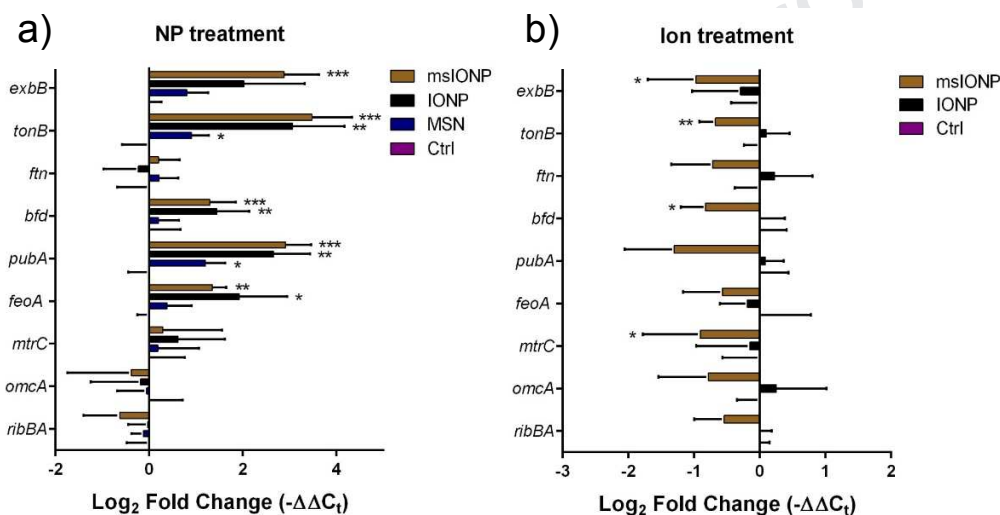 a)
NP treatment
exbB
tonB
ftn
bfd
pubA
feoA
mtrC
omcA
ribBA
***
***
**
*
***
**
***
**
*
**
*
msIONP
IONP
MSN
Ctrl
-2
0
2
4
Log₂ Fold Change (-ΔΔCₜ)
b)
Ion treatment
exbB
tonB
ftn
bfd
pubA
feoA
mtrC
omcA
ribBA
*
**
*
*
msIONP
IONP
Ctrl
-3
-2
-1
0
1
2
Log₂ Fold Change (-ΔΔCₜ)